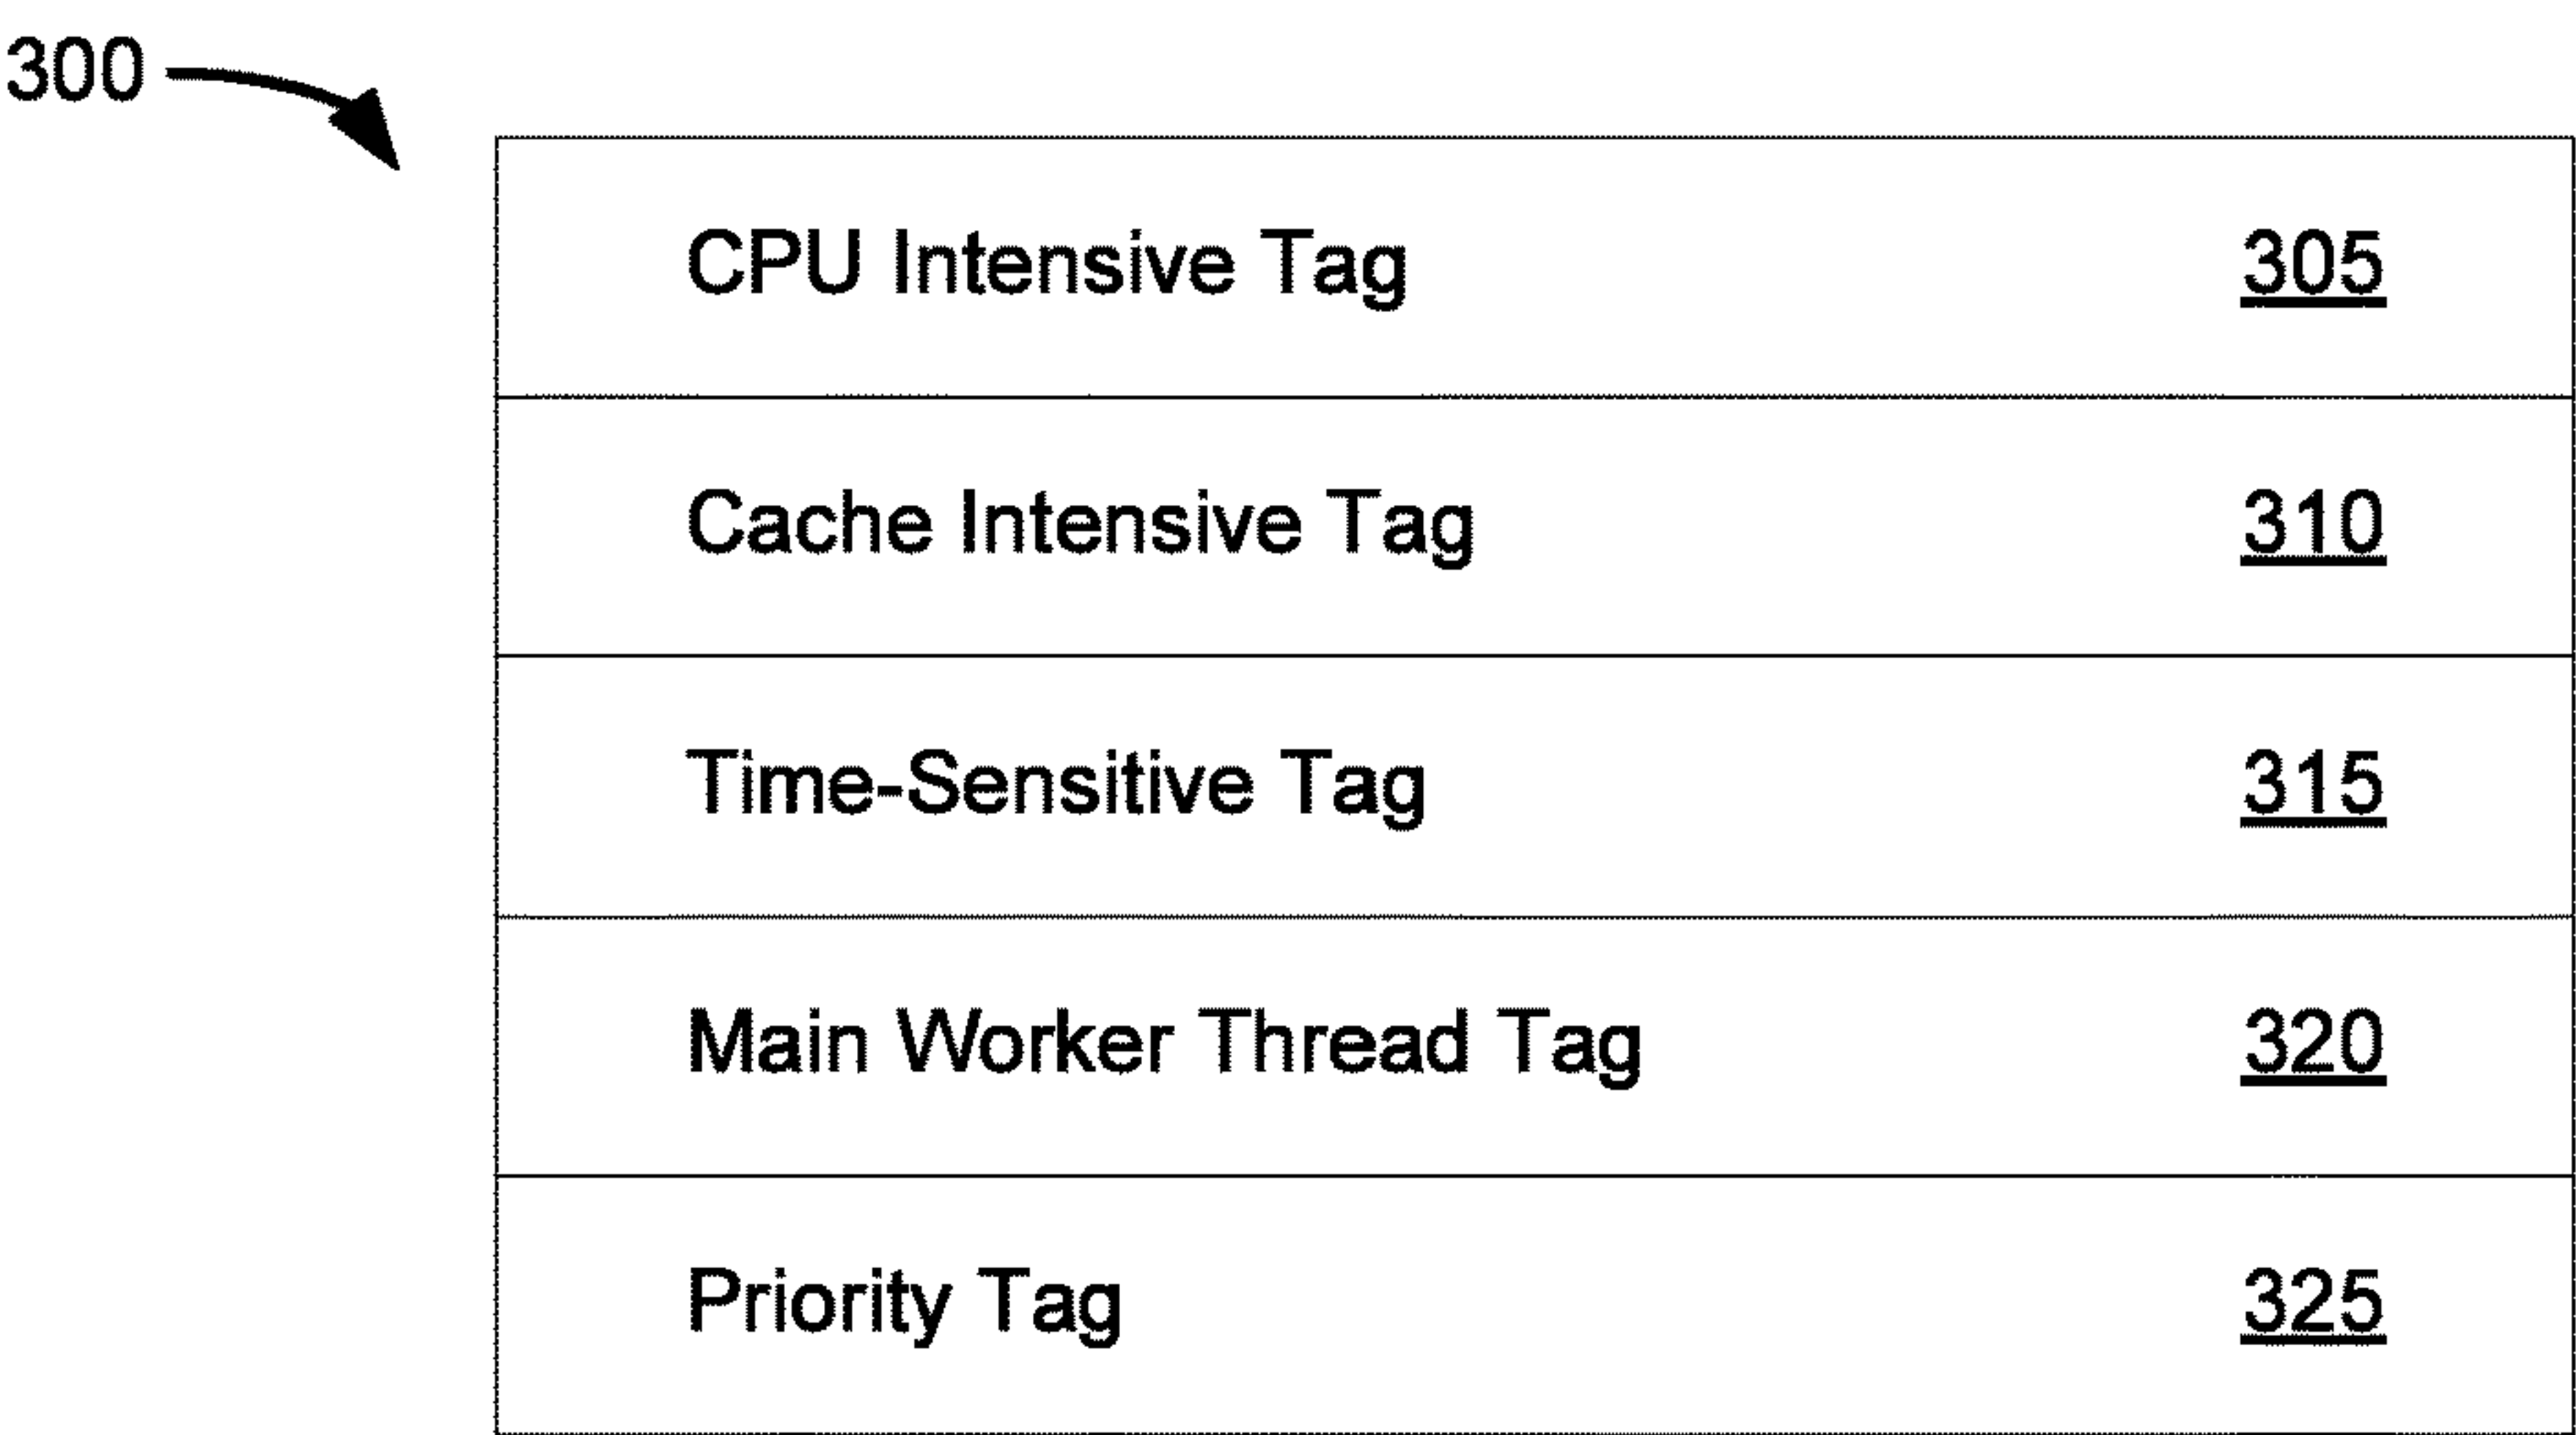 300
CPU Intensive Tag 305
Cache Intensive Tag 310
Time-Sensitive Tag 315
Main Worker Thread Tag 320
Priority Tag 325